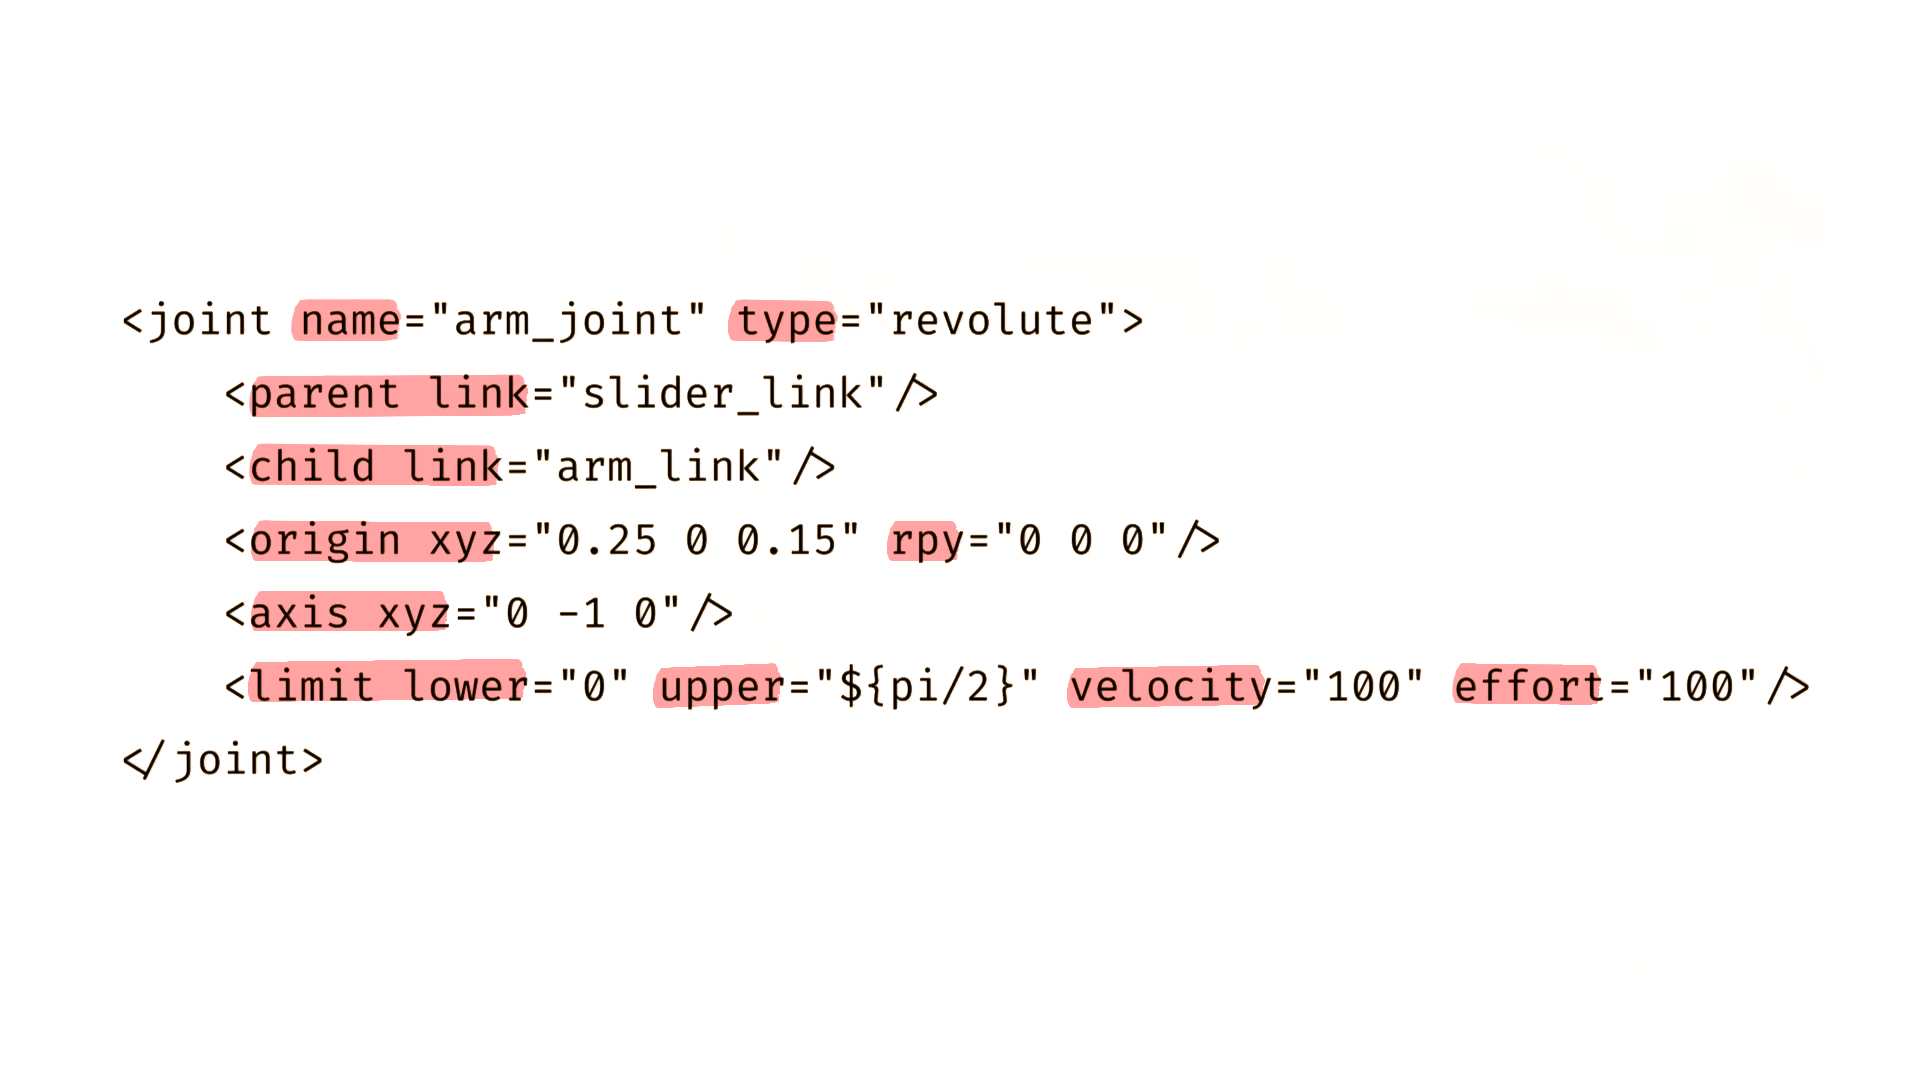 <joint name="arm_joint" type="revolute">
<parent link="slider_link"/>
<child link="arm_link"/>
<origin xyz="0.25 0 0.15" rpy="0 0 0"/>
<axis xyz="0 -1 0"/>
<limit lower="0" upper="${pi/2}" velocity="100" effort="100"/>
</joint>